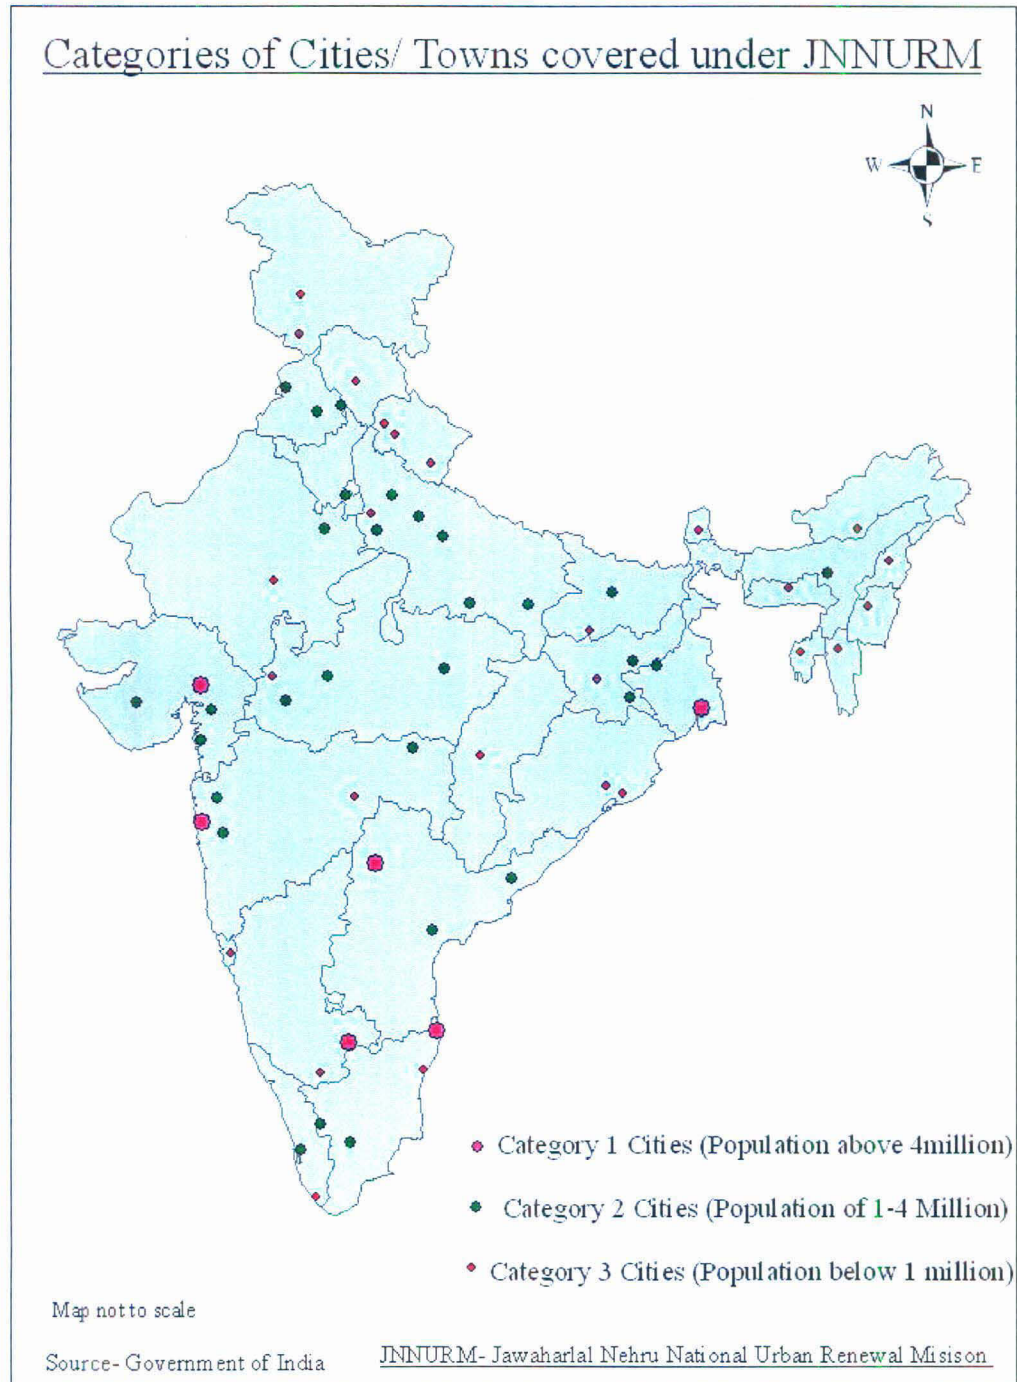 Categories of Cities/ Towns covered under JNNURM
N
W E
S
Category 1 Cities (Population above 4million)
Category 2 Cities (Population of 1-4 Million)
Category 3 Cities (Population below 1 million)
Map not to scale
Source- Government of India
JNNURM- Jawaharlal Nehru National Urban Renewal Misison